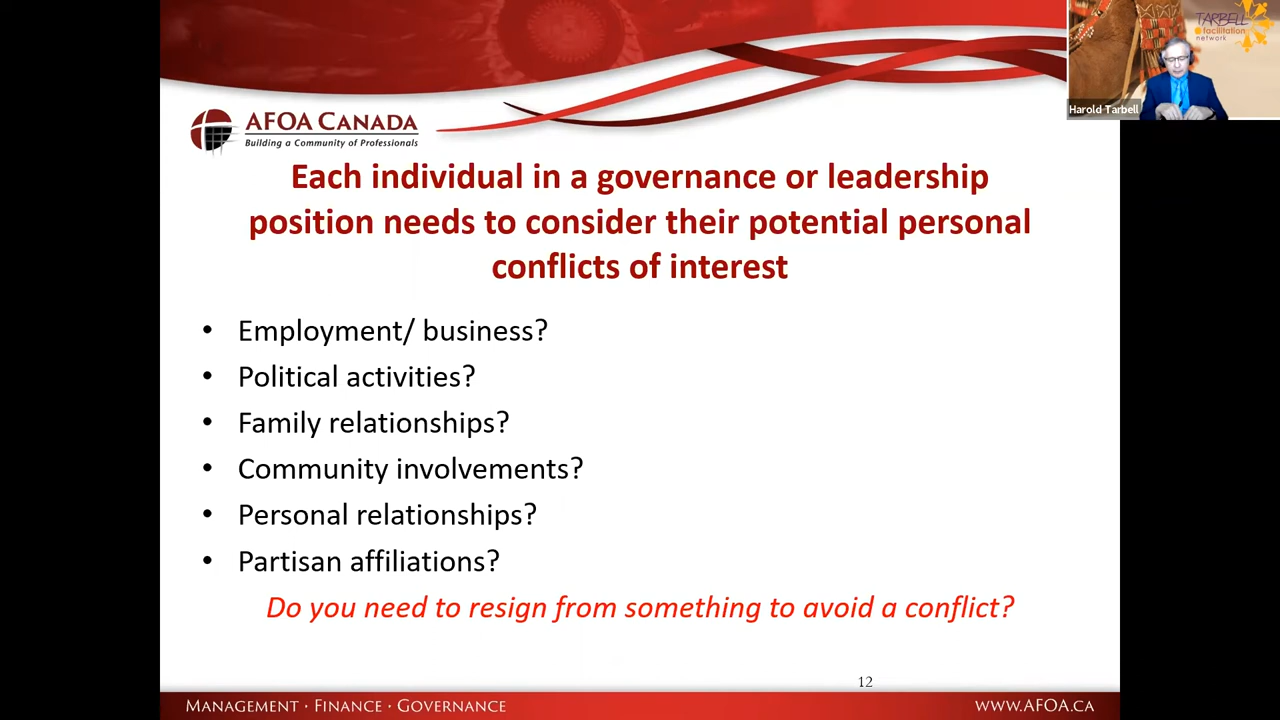 TARBELL
facilitation
network
Harold Tarbell
AFOA CANADA
Building a Community of Professionals
Each individual in a governance or leadership
position needs to consider their potential personal
conflicts of interest
• Employment/ business?
• Political activities?
• Family relationships?
• Community involvements?
• Personal relationships?
• Partisan affiliations?
Do you need to resign from something to avoid a conflict?
12
MANAGEMENT · FINANCE · GOVERNANCE
WWW.AFOA.CA